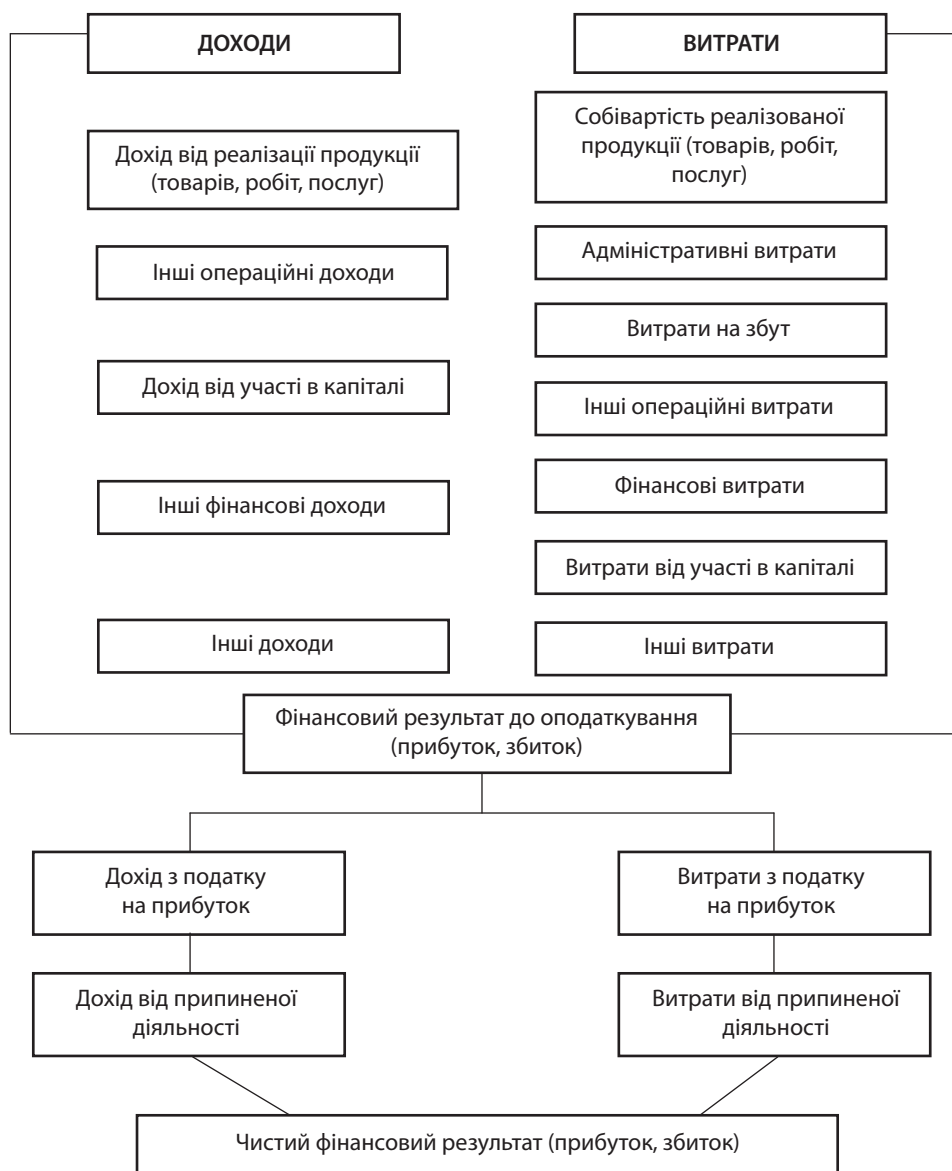 ДОХОДИ
ВИТРАТИ
Дохід від реалізації продукції
(товарів, робіт, послуг)
Інші операційні доходи
Дохід від участі в капіталі
Інші фінансові доходи
Інші доходи
Собівартість реалізованої
продукції (товарів, робіт,
послуг)
Адміністративні витрати
Витрати на збут
Інші операційні витрати
Фінансові витрати
Витрати від участі в капіталі
Інші витрати
Фінансовий результат до оподаткування
(прибуток, збиток)
Дохід з податку
на прибуток
Витрати з податку
на прибуток
Дохід від припиненої
діяльності
Витрати від припиненої
діяльності
Чистий фінансовий результат (прибуток, збиток)